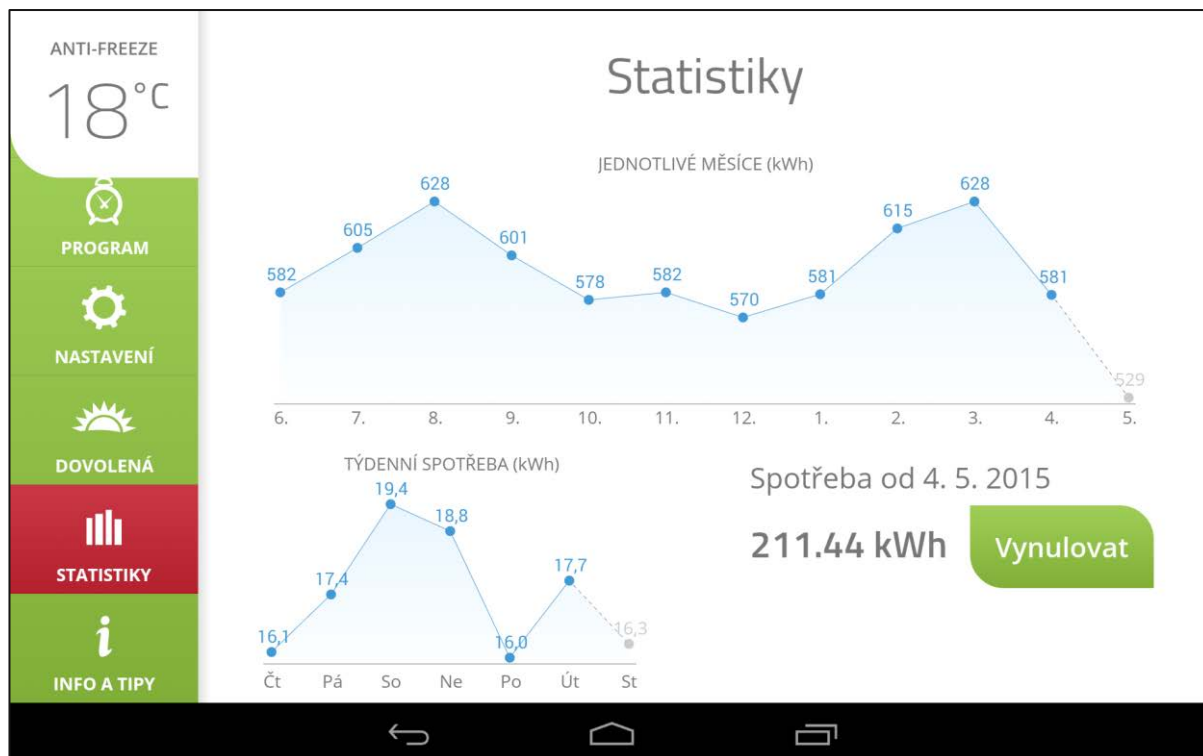 ANTI-FREEZE
18°C
PROGRAM
NASTAVENÍ
DOVOLENÁ
STATISTIKY
INFO A TIPY
Statistiky
JEDNOTLIVÉ MĚSÍCE (kWh)
582 605 628 601 578 582 570 581 615 628 581 529
6. 7. 8. 9. 10. 11. 12. 1. 2. 3. 4. 5.
TÝDENNÍ SPOTŘEBA (kWh)
16,1 17,4 19,4 18,8 16,0 17,7 16,3
Čt Pá So Ne Po Út St
Spotřeba od 4. 5. 2015
211.44 kWh
Vynulovat